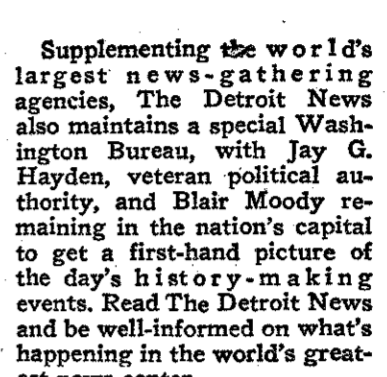 Supplementing the world's
largest news-gathering
agencies, The Detroit News
also maintains a special Wash-
ington Bureau, with Jay G.
Hayden, veteran political au-
thority, and Blair Moody re-
maining in the nation's capital
to get a first-hand picture of
the day's history-making
events. Read The Detroit News
and be well-informed on what's
happening in the world's great-
est news center.